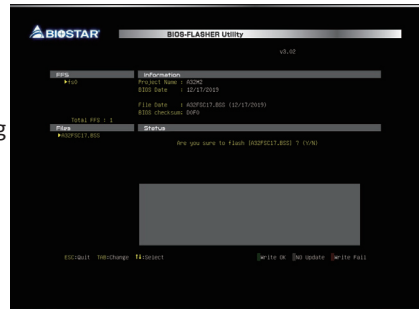 g
BIOSTAR
BIOS-FLASHER Utility
v3.02
FFS
fs0
Total FFS : 1
Information
Project Name : A32M2
BIOS Date : 12/17/2019
File Date : A32FSC17.BSS (12/17/2019)
BIOS checksum: D0F0
Files
A32FSC17.BSS
Status
Are you sure to flash [A32FSC17.BSS] ? (Y/N)
ESC:Quit TAB:Change ↑↓:Select Write OK NO Update Write Fail